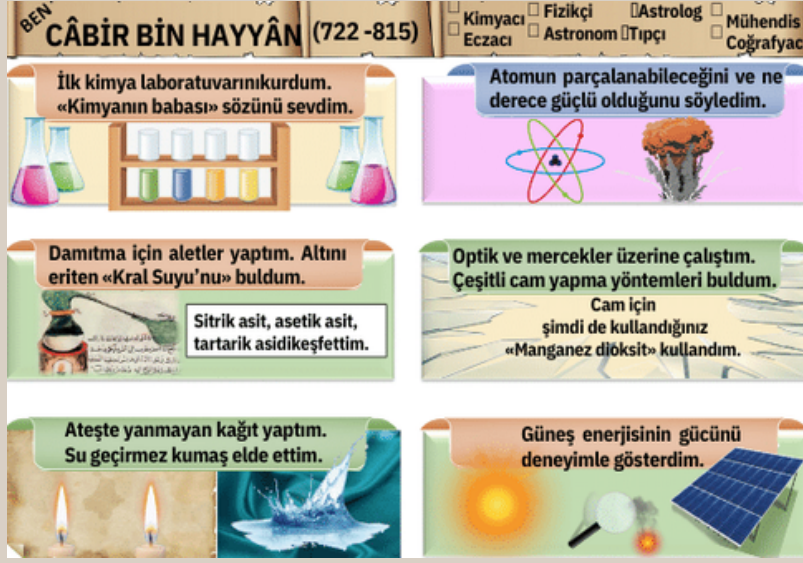 BEN
CÂBİR BİN HAYYÂN (722 -815)
□ Kimyacı □ Fizikçi ▯Astrolog □ Mühendis
□ Eczacı □ Astronom ▯Tıpçı □ Coğrafyac
İlk kimya laboratuvarınıkurdum.
«Kimyanın babası» sözünü sevdim.
Atomun parçalanabileceğini ve ne
derece güçlü olduğunu söyledim.
Damıtma için aletler yaptım. Altını
eriten «Kral Suyu'nu» buldum.
Sitrik asit, asetik asit,
tartarik asidikeşfettim.
Optik ve mercekler üzerine çalıştım.
Çeşitli cam yapma yöntemleri buldum.
Cam için
şimdi de kullandığınız
«Manganez dioksit» kullandım.
Ateşte yanmayan kağıt yaptım.
Su geçirmez kumaş elde ettim.
Güneş enerjisinin gücünü
deneyimle gösterdim.